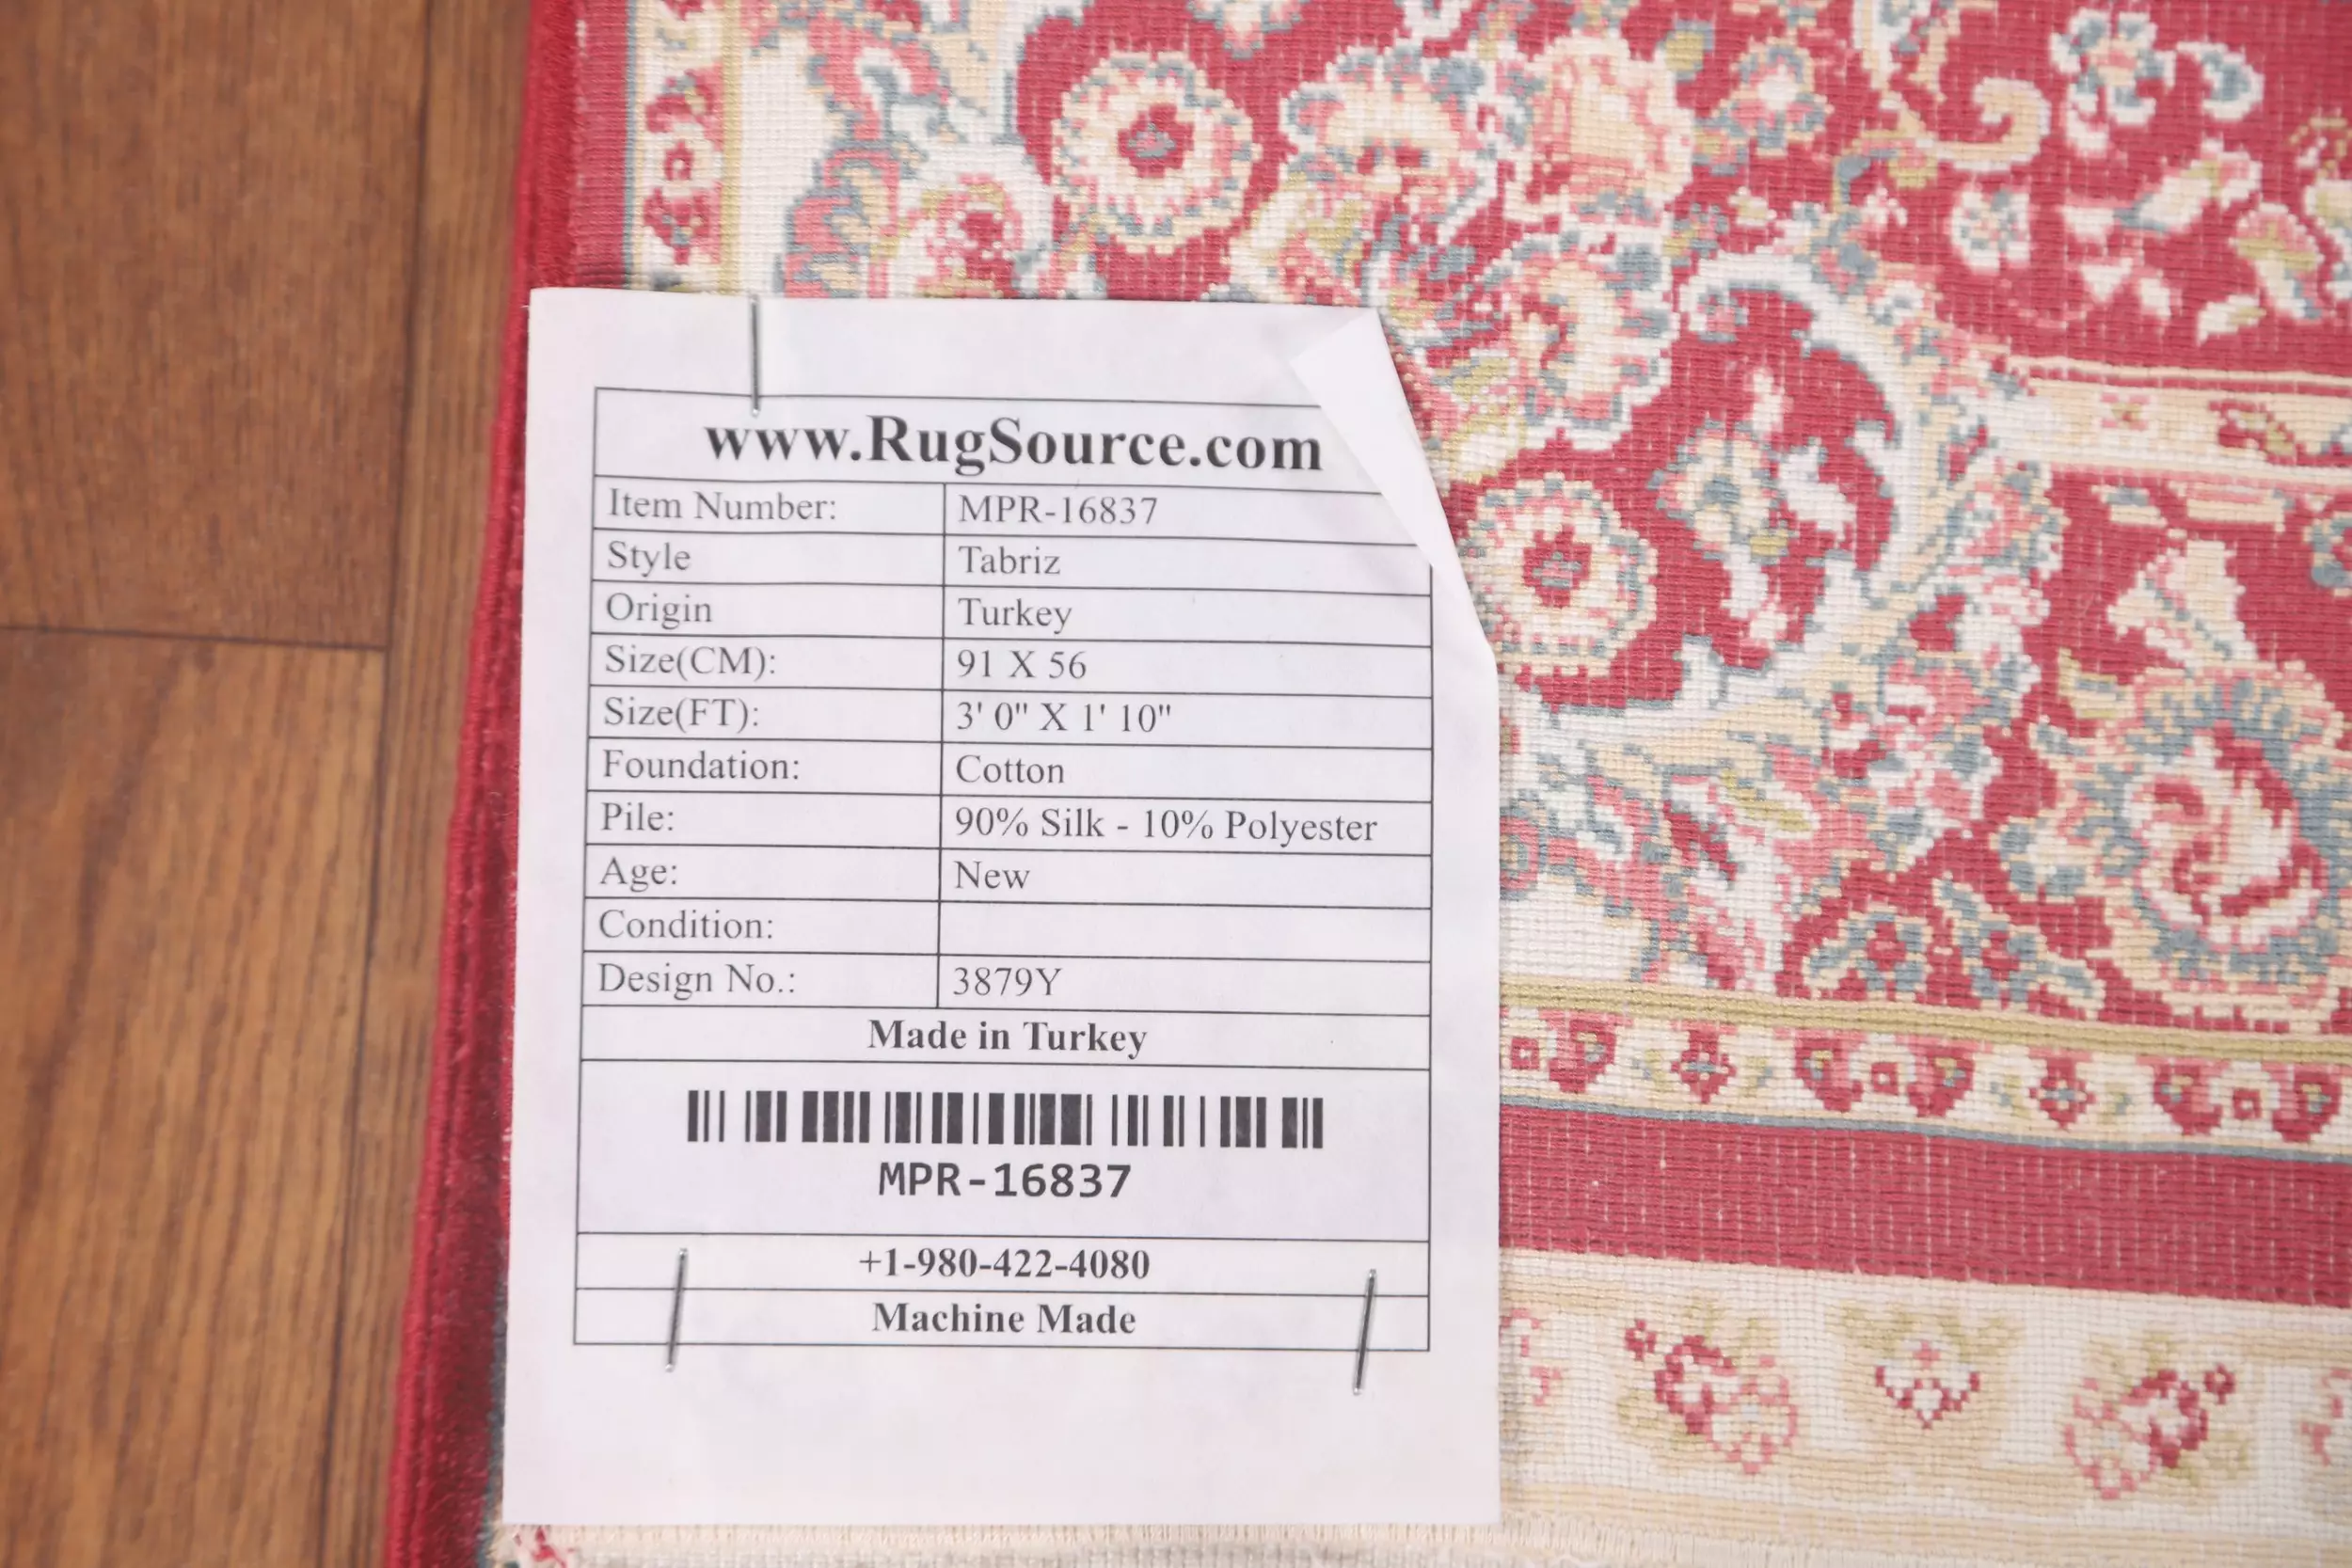 www.RugSource.com
Item Number: MPR-16837
Style Tabriz
Origin Turkey
Size(CM): 91 X 56
Size(FT): 3' 0" X 1' 10"
Foundation: Cotton
Pile: 90% Silk - 10% Polyester
Age: New
Condition:
Design No.: 3879Y
Made in Turkey
MPR-16837
+1-980-422-4080
Machine Made